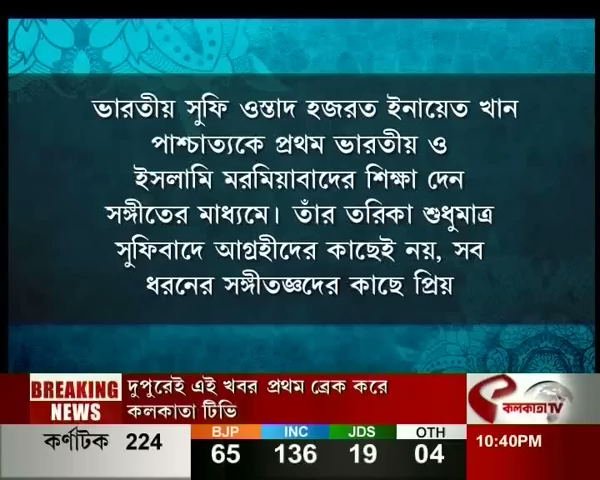 ভারতীয় সুফি ওস্তাদ হজরত ইনায়েত খান
পাশ্চাত্যকে প্রথম ভারতীয় ও
ইসলামি মরমিয়াবাদের শিক্ষা দেন
সঙ্গীতের মাধ্যমে। তাঁর তরিকা শুধুমাত্র
সুফিবাদে আগ্রহীদের কাছেই নয়, সব
ধরনের সঙ্গীতজ্ঞদের কাছে প্রিয়
BREAKING NEWS
দুপুরেই এই খবর প্রথম ব্রেক করে
কলকাতা টিভি
কলকাতা TV
কর্ণাটক 224
BJP INC JDS OTH
65 136 19 04
10:40PM